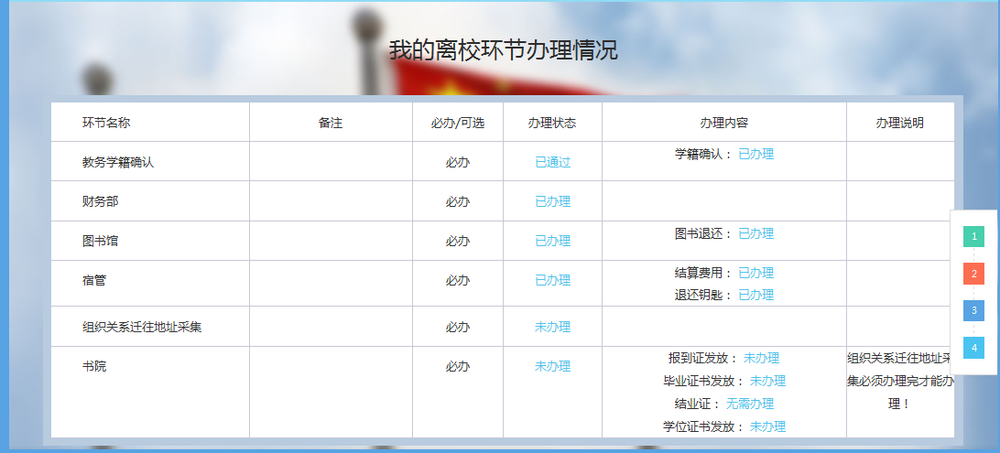 我的离校环节办理情况
环节名称 备注 必办/可选 办理状态 办理内容 办理说明
教务学籍确认 必办 已通过 学籍确认： 已办理
财务部 必办 已办理
图书馆 必办 已办理 图书退还： 已办理
宿管 必办 已办理 结算费用： 已办理
退还钥匙： 已办理
组织关系迁往地址采集 必办 未办理
书院 必办 未办理 报到证发放： 未办理 组织关系迁往地址采
毕业证书发放： 未办理 集必须办理完才能办
结业证： 无需办理 理！
学位证书发放： 未办理
1
2
3
4